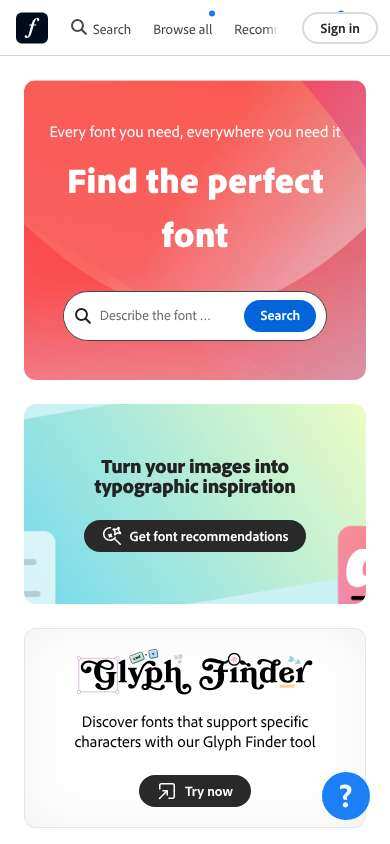 f
Search
Browse all
Sign in
Every font you need, everywhere you need it
Find the perfect
font
Describe the font ...
Search
Turn your images into
typographic inspiration
Get font recommendations
Glyph Finder
Discover fonts that support specific
characters with our Glyph Finder tool
Try now
?